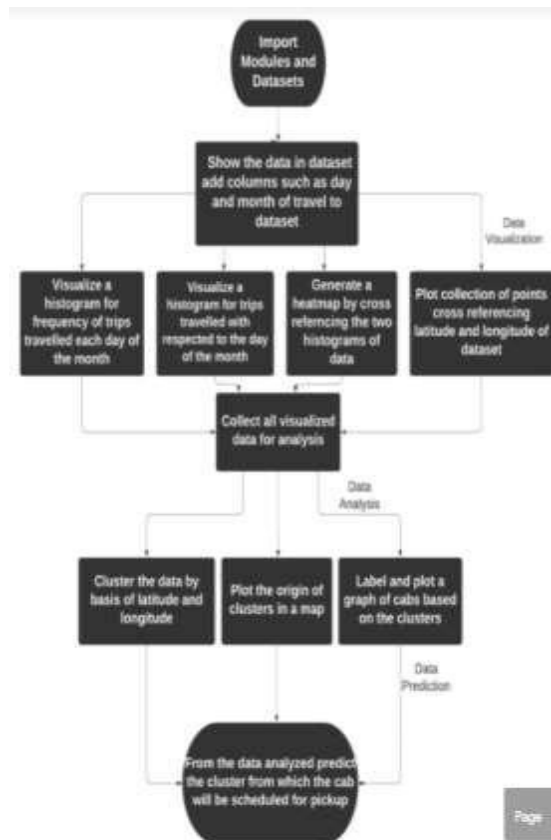 Import
Modules and
Datasets
Show the data in dataset
add columns such as day
and month of travel to
dataset
Data
Visualization
Visualize a
histogram for
frequency of trips
travelled each day of
the month
Visualize a
histogram for trips
travelled with
respected to the day
of the month
Generate a
heatmap by cross
referncing the two
histograms of
data
Plot collection of points
cross referencing
latitude and longitude of
dataset
Collect all visualized
data for analysis
Data
Analysis
Cluster the data by
basis of latitude and
longitude
Plot the origin of
clusters in a map
Label and plot a
graph of cabs based
on the clusters
Data
Prediction
From the data analyzed predict
the cluster from which the cab
will be scheduled for pickup
Page